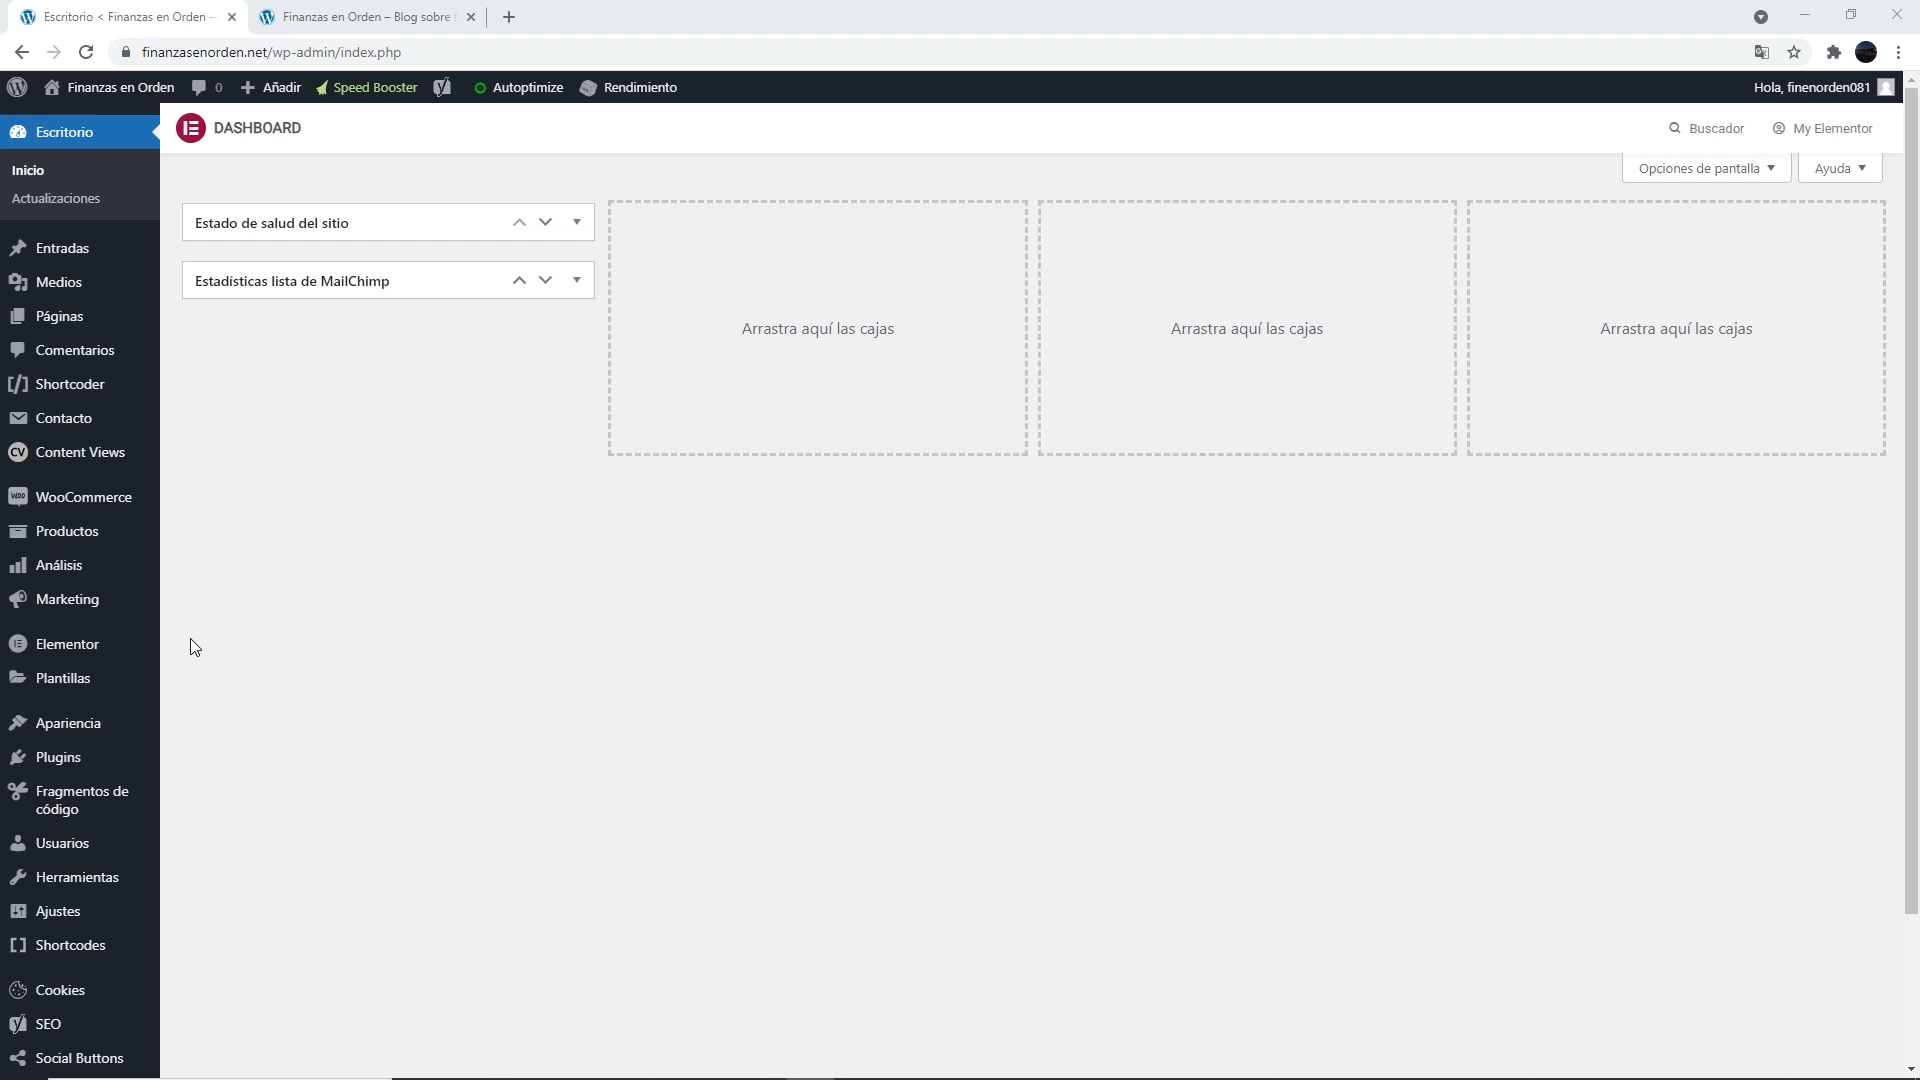 Escritorio < Finanzas en Orden —
Finanzas en Orden – Blog sobre
finanzasenorden.net/wp-admin/index.php
Finanzas en Orden
0
Añadir
Speed Booster
Autoptimize
Rendimiento
Hola, finenorden081
Escritorio
DASHBOARD
Buscador
My Elementor
Inicio
Actualizaciones
Opciones de pantalla
Ayuda
Estado de salud del sitio
Estadísticas lista de MailChimp
Arrastra aquí las cajas
Arrastra aquí las cajas
Arrastra aquí las cajas
Entradas
Medios
Páginas
Comentarios
Shortcoder
Contacto
CV
Content Views
Woo
WooCommerce
Productos
Análisis
Marketing
Elementor
Plantillas
Apariencia
Plugins
Fragmentos de
código
Usuarios
Herramientas
Ajustes
Shortcodes
Cookies
SEO
Social Buttons